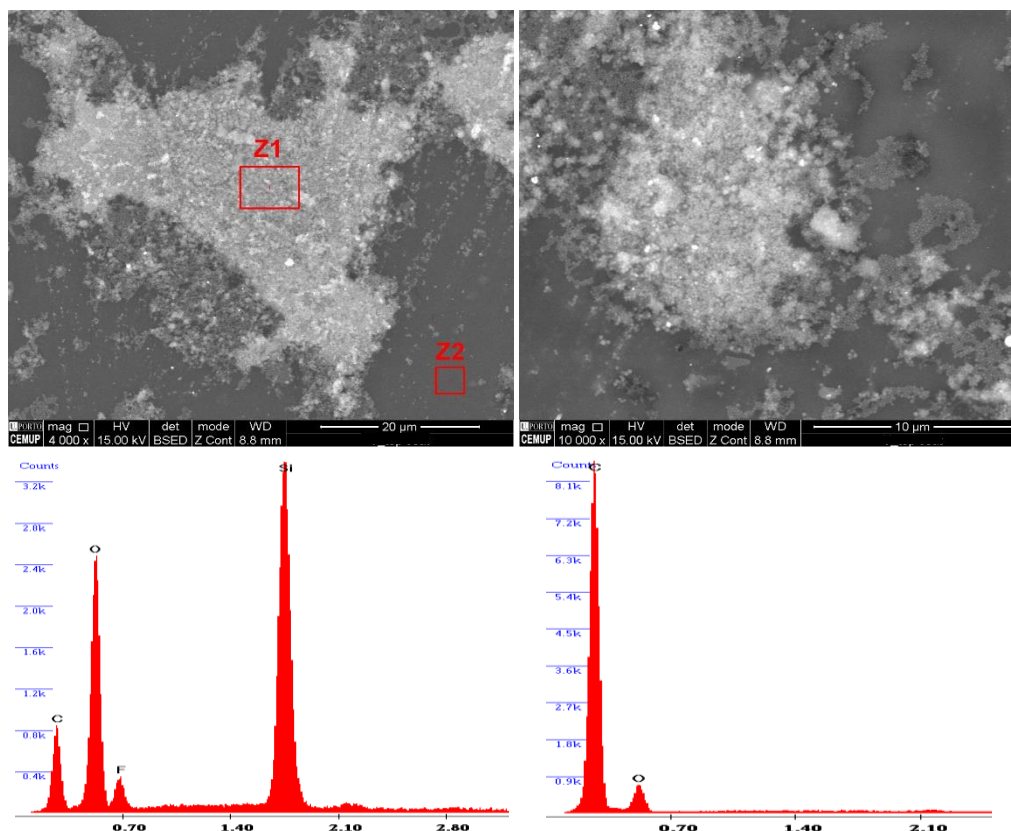 Z1
Z2
U.PORTO
CEMUP
mag
4 000 x
HV
15.00 kV
det
BSED
mode
Z Cont
WD
8.8 mm
20 µm
U.PORTO
CEMUP
mag
10 000 x
HV
15.00 kV
det
BSED
mode
Z Cont
WD
8.8 mm
10 µm
Counts
3.2k
2.8k
2.4k
2.0k
1.6k
1.2k
0.8k
0.4k
C
O
F
Si
0.70
1.40
2.10
2.80
8.1k
7.2k
6.3k
5.4k
4.5k
3.6k
2.7k
1.8k
0.9k
C
O
0.70
1.40
2.10